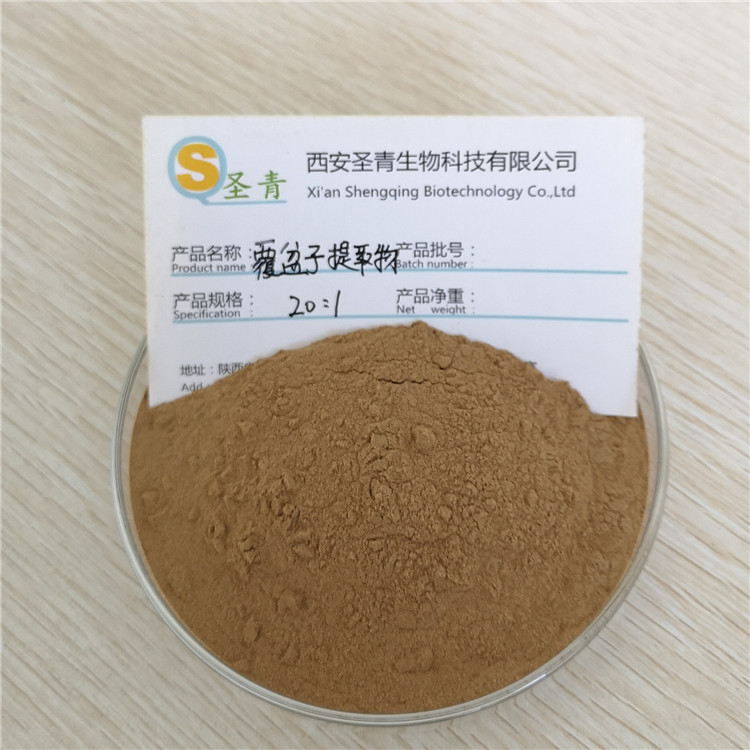 S
圣青
西安圣青生物科技有限公司
Xi'an Shengqing Biotechnology Co.,Ltd
产品名称： 覆盆子提取物 产品批号：
Product name： Batch number：
产品规格： 20:1 产品净重：
Specification： Net weight：
地址：陕西
Add